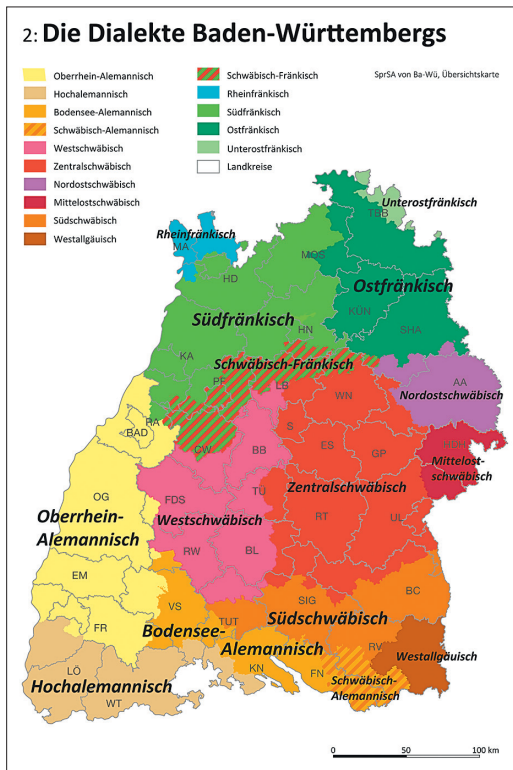 2: Die Dialekte Baden-Württembergs
SprSA von Ba-Wü, Übersichtskarte
Oberrhein-Alemannisch
Hochalemannisch
Bodensee-Alemannisch
Schwäbisch-Alemannisch
Westschwäbisch
Zentralschwäbisch
Nordostschwäbisch
Mittelostschwäbisch
Südschwäbisch
Westallgäuisch
Schwäbisch-Fränkisch
Rheinfränkisch
Südfränkisch
Ostfränkisch
Unterostfränkisch
Landkreise
Unterostfränkisch
TBB
Rheinfränkisch
MA
MOS
HD
Ostfränkisch
KÜN
Südfränkisch
HN
SHA
KA
Schwäbisch-Fränkisch
PF
LB
AA
WN
Nordostschwäbisch
RA
BAD
S
CW
BB
ES
GP
HDH
Mittelost-
schwäbisch
OG
FDS
TÜ
Zentralschwäbisch
Oberrhein-
Alemannisch
Westschwäbisch
RT
UL
RW
BL
EM
VS
SIG
BC
TUT
Südschwäbisch
FR
Bodensee-
Alemannisch
RV
Westallgäuisch
LÖ
KN
FN
Schwäbisch-
Alemannisch
Hochalemannisch
WT
0 50 100 km